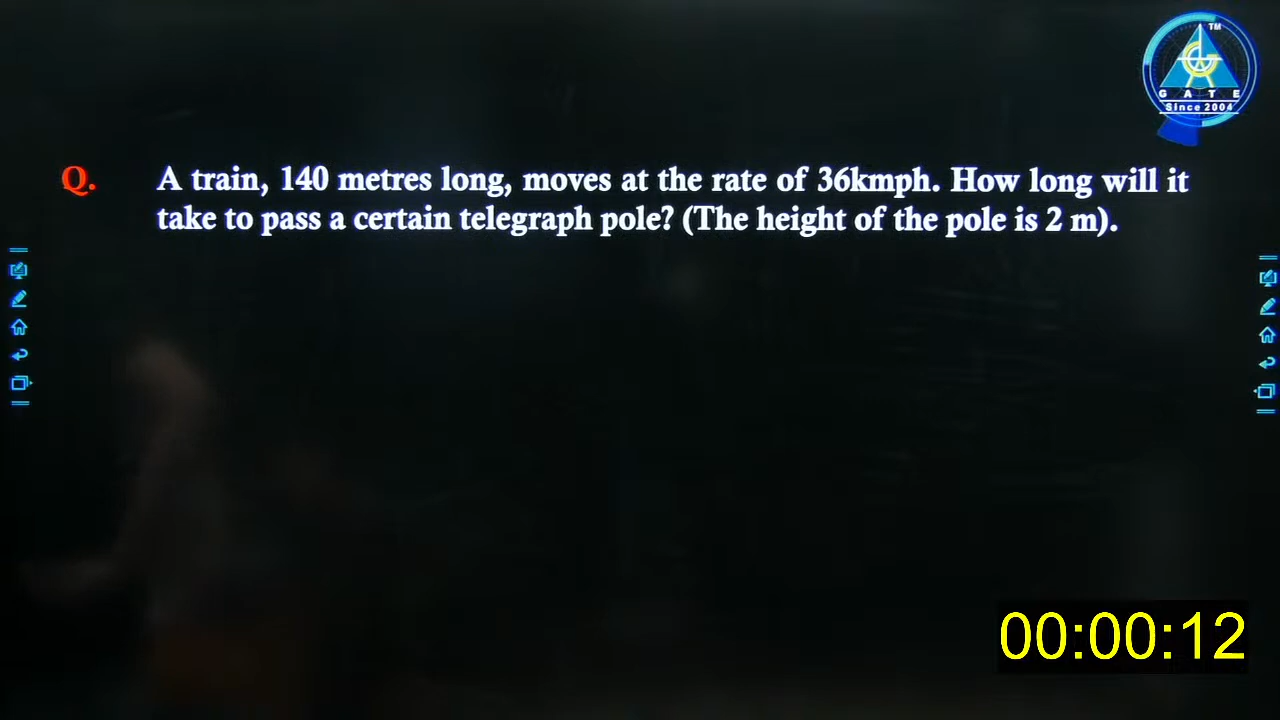 TM
GATE
Since 2004
Q. A train, 140 metres long, moves at the rate of 36kmph. How long will it
take to pass a certain telegraph pole? (The height of the pole is 2 m).
00:00:12